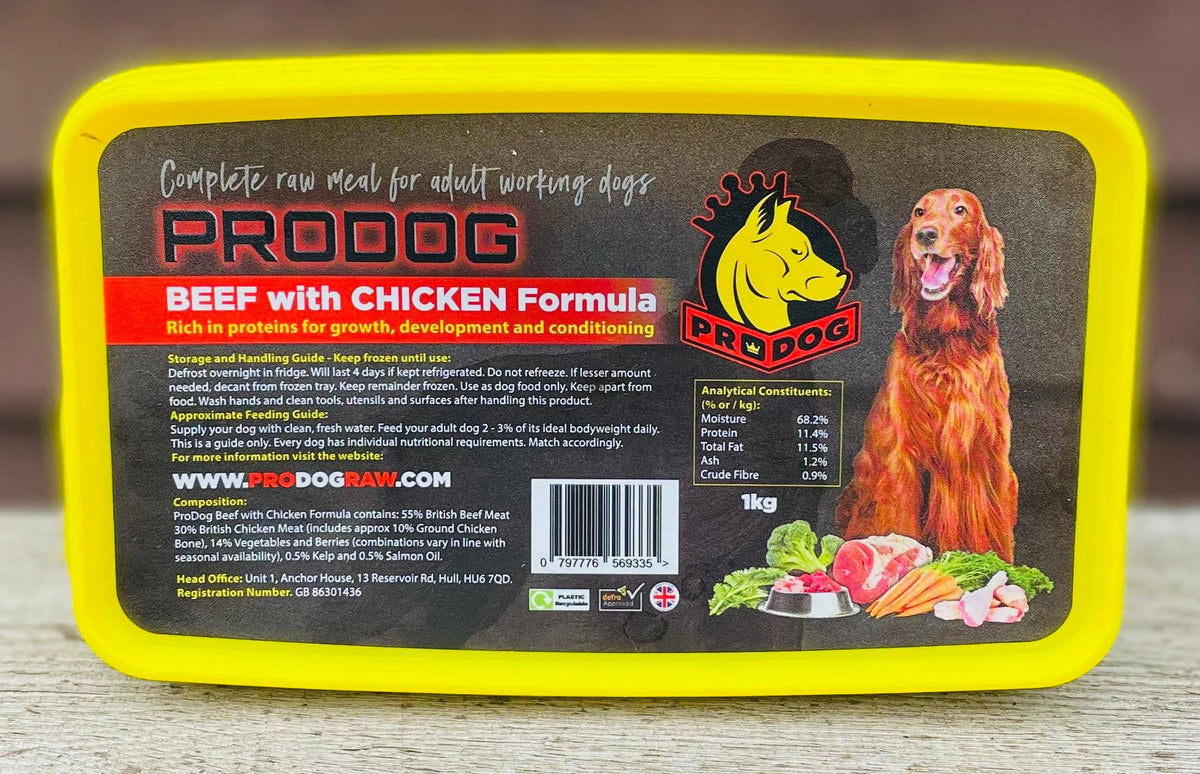 Complete raw meal for adult working dogs
PRODOG
BEEF with CHICKEN Formula
Rich in proteins for growth, development and conditioning
Storage and Handling Guide - Keep frozen until use:
Defrost overnight in fridge. Will last 4 days if kept refrigerated. Do not refreeze. If lesser amount
needed, decant from frozen tray. Keep remainder frozen. Use as dog food only. Keep apart from
food. Wash hands and clean tools, utensils and surfaces after handling this product.
Approximate Feeding Guide:
Supply your dog with clean, fresh water. Feed your adult dog 2 - 3% of its ideal bodyweight daily.
This is a guide only. Every dog has individual nutritional requirements. Match accordingly.
For more information visit the website:
WWW.PRODOGRAW.COM
Composition:
ProDog Beef with Chicken Formula contains: 55% British Beef Meat
30% British Chicken Meat (includes approx 10% Ground Chicken
Bone), 14% Vegetables and Berries (combinations vary in line with
seasonal availability), 0.5% Kelp and 0.5% Salmon Oil.
Head Office: Unit 1, Anchor House, 13 Reservoir Rd, Hull, HU6 7QD.
Registration Number. GB 86301436
0 797776 569335 >
PLASTIC
Recyclable
defra
Approved
PRODOG
Analytical Constituents:
(% or / kg):
Moisture 68.2%
Protein 11.4%
Total Fat 11.5%
Ash 1.2%
Crude Fibre 0.9%
1kg